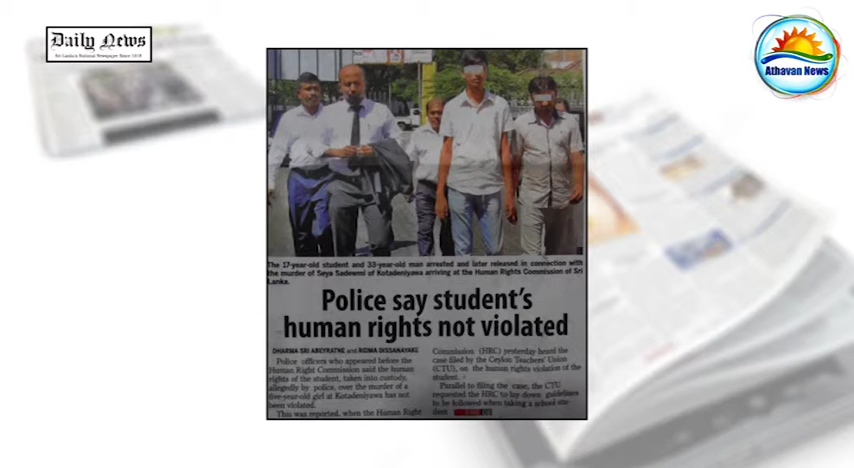 Daily News
Sri Lanka's National Newspaper Since 1918
Athavan News
The 17-year-old student and 33-year-old man arrested and later released in connection with
the murder of Seya Sadewmi of Kotadeniyawa arriving at the Human Rights Commission of Sri
Lanka.
Police say student's
human rights not violated
DHARMA SRI ABEYRATNE and RIDMA DISSANAYAKE
Police officers who appeared before the
Human Right Commission said the human
rights of the student, taken into custody,
allegedly by police, over the murder of a
five-year-old girl at Kotadeniyawa has not
been violated.
This was reported, when the Human Right
Commission (HRC) yesterday heard the
case filed by the Ceylon Teachers' Union
(CTU), on the human rights violation of the
student.
Parallel to filing the case, the CTU
requested the HRC to lay down guidelines
to be followed when taking a school stu-
dent